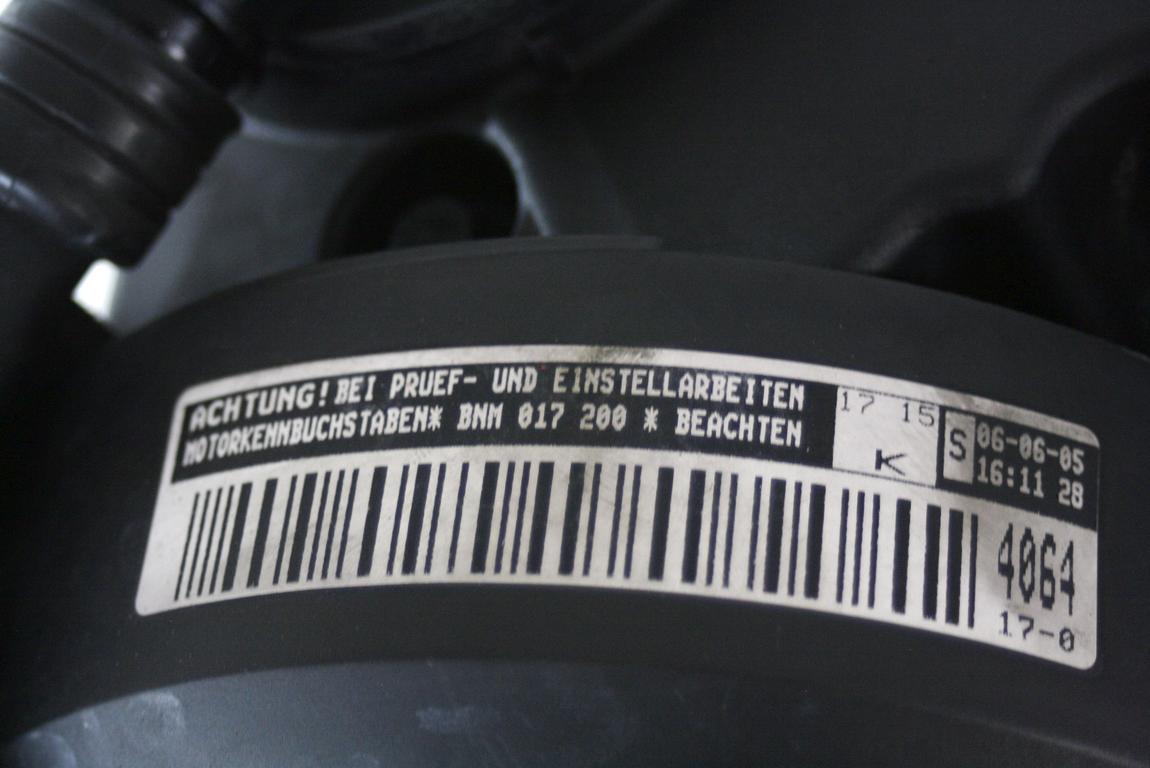 ACHTUNG! BEI PRUEF- UND EINSTELLARBEITEN
MOTORKENNBUCHSTABEN* BNM 017 200 * BEACHTEN
17 15
K
S
06-06-05
16:11 28
4064
17-0